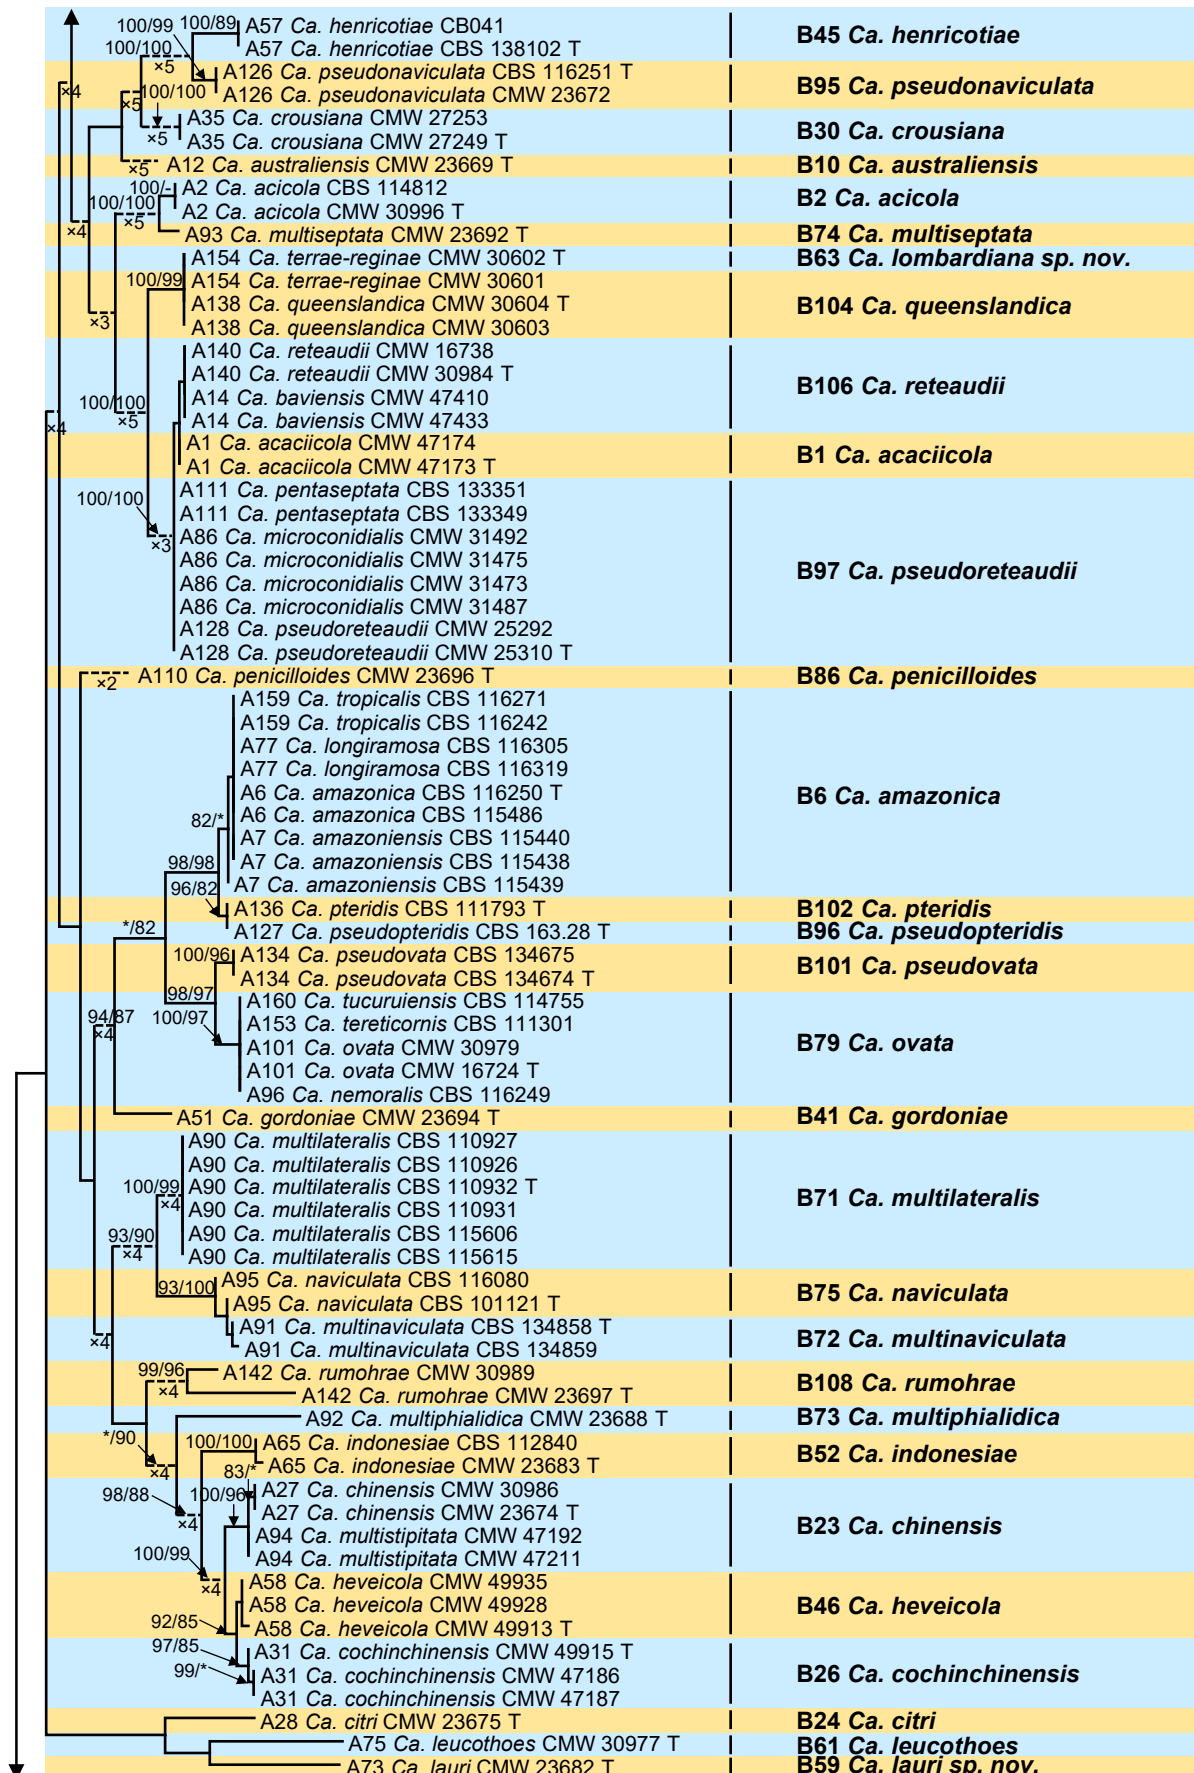 100/99 100/89 A57 Ca. henricotiae CB041
100/100 A57 Ca. henricotiae CBS 138102 T
B45 Ca. henricotiae
×5
A126 Ca. pseudonaviculata CBS 116251 T
×4 100/100 A126 Ca. pseudonaviculata CMW 23672
B95 Ca. pseudonaviculata
×5
A35 Ca. crousiana CMW 27253
×5 A35 Ca. crousiana CMW 27249 T
B30 Ca. crousiana
×5 A12 Ca. australiensis CMW 23669 T
B10 Ca. australiensis
100/- A2 Ca. acicola CBS 114812
100/100 A2 Ca. acicola CMW 30996 T
B2 Ca. acicola
×4 ×5 A93 Ca. multiseptata CMW 23692 T
B74 Ca. multiseptata
A154 Ca. terrae-reginae CMW 30602 T
B63 Ca. lombardiana sp. nov.
100/99 A154 Ca. terrae-reginae CMW 30601
A138 Ca. queenslandica CMW 30604 T
×3 A138 Ca. queenslandica CMW 30603
B104 Ca. queenslandica
A140 Ca. reteaudii CMW 16738
A140 Ca. reteaudii CMW 30984 T
100/100 A14 Ca. baviensis CMW 47410
×4 ×5 A14 Ca. baviensis CMW 47433
B106 Ca. reteaudii
A1 Ca. acaciicola CMW 47174
A1 Ca. acaciicola CMW 47173 T
B1 Ca. acaciicola
100/100 A111 Ca. pentaseptata CBS 133351
A111 Ca. pentaseptata CBS 133349
×3 A86 Ca. microconidialis CMW 31492
A86 Ca. microconidialis CMW 31475
A86 Ca. microconidialis CMW 31473
A86 Ca. microconidialis CMW 31487
A128 Ca. pseudoreteaudii CMW 25292
A128 Ca. pseudoreteaudii CMW 25310 T
B97 Ca. pseudoreteaudii
×2 A110 Ca. penicilloides CMW 23696 T
B86 Ca. penicilloides
A159 Ca. tropicalis CBS 116271
A159 Ca. tropicalis CBS 116242
A77 Ca. longiramosa CBS 116305
A77 Ca. longiramosa CBS 116319
A6 Ca. amazonica CBS 116250 T
82/* A6 Ca. amazonica CBS 115486
A7 Ca. amazoniensis CBS 115440
98/98 A7 Ca. amazoniensis CBS 115438
96/82 A7 Ca. amazoniensis CBS 115439
B6 Ca. amazonica
A136 Ca. pteridis CBS 111793 T
B102 Ca. pteridis
*/82 A127 Ca. pseudopteridis CBS 163.28 T
B96 Ca. pseudopteridis
100/96 A134 Ca. pseudovata CBS 134675
98/97 A134 Ca. pseudovata CBS 134674 T
B101 Ca. pseudovata
A160 Ca. tucuruiensis CBS 114755
94/87 100/97 A153 Ca. tereticornis CBS 111301
×4 A101 Ca. ovata CMW 30979
A101 Ca. ovata CMW 16724 T
A96 Ca. nemoralis CBS 116249
B79 Ca. ovata
A51 Ca. gordoniae CMW 23694 T
B41 Ca. gordoniae
A90 Ca. multilateralis CBS 110927
A90 Ca. multilateralis CBS 110926
100/99 A90 Ca. multilateralis CBS 110932 T
×4 A90 Ca. multilateralis CBS 110931
93/90 A90 Ca. multilateralis CBS 115606
×4 A90 Ca. multilateralis CBS 115615
B71 Ca. multilateralis
93/100 A95 Ca. naviculata CBS 116080
A95 Ca. naviculata CBS 101121 T
B75 Ca. naviculata
×4 A91 Ca. multinaviculata CBS 134858 T
A91 Ca. multinaviculata CBS 134859
B72 Ca. multinaviculata
99/96 A142 Ca. rumohrae CMW 30989
×4 A142 Ca. rumohrae CMW 23697 T
B108 Ca. rumohrae
A92 Ca. multiphialidica CMW 23688 T
B73 Ca. multiphialidica
*/90 100/100 A65 Ca. indonesiae CBS 112840
×4 83/* A65 Ca. indonesiae CMW 23683 T
B52 Ca. indonesiae
98/88 100/96 A27 Ca. chinensis CMW 30986
A27 Ca. chinensis CMW 23674 T
×4 A94 Ca. multistipitata CMW 47192
100/99 A94 Ca. multistipitata CMW 47211
B23 Ca. chinensis
×4 A58 Ca. heveicola CMW 49935
A58 Ca. heveicola CMW 49928
92/85 A58 Ca. heveicola CMW 49913 T
B46 Ca. heveicola
97/85 A31 Ca. cochinchinensis CMW 49915 T
99/* A31 Ca. cochinchinensis CMW 47186
A31 Ca. cochinchinensis CMW 47187
B26 Ca. cochinchinensis
A28 Ca. citri CMW 23675 T
B24 Ca. citri
A75 Ca. leucothoes CMW 30977 T
B61 Ca. leucothoes
A73 Ca. lauri CMW 23682 T
B59 Ca. lauri sp. nov.